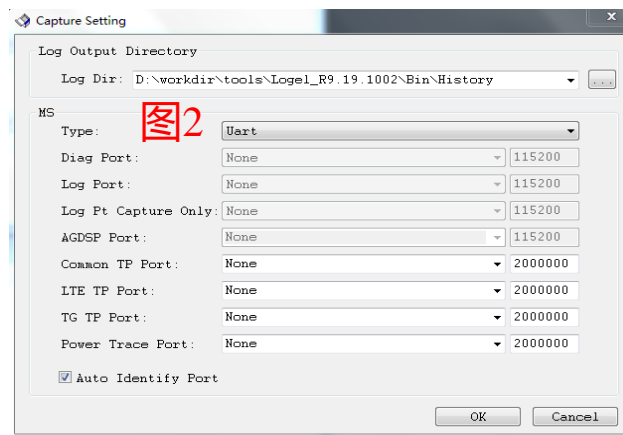 Capture Setting
x
Log Output Directory
Log Dir: D:\workdir\tools\Logel_R9.19.1002\Bin\History ...
MS
图2
Type: Uart
Diag Port: None 115200
Log Port: None 115200
Log Pt Capture Only: None 115200
AGDSP Port: None 115200
Common TP Port: None 2000000
LTE TP Port: None 2000000
TG TP Port: None 2000000
Power Trace Port: None 2000000
Auto Identify Port
OK Cancel